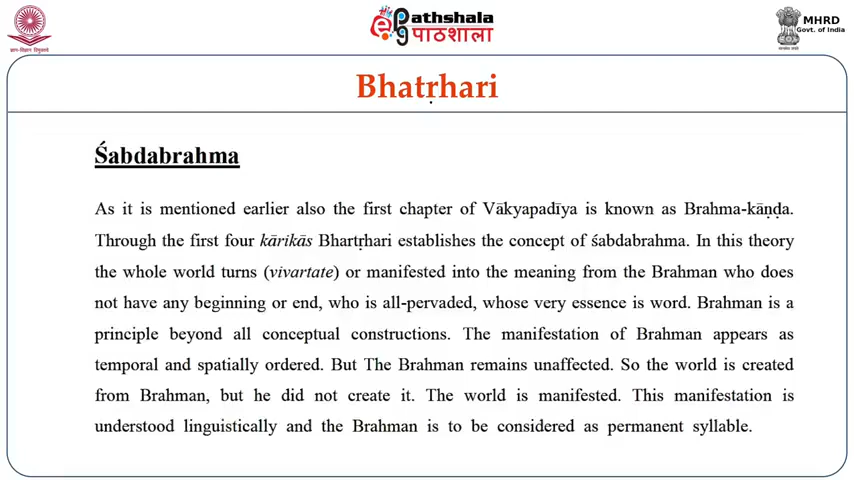 Pathshala
पाठशाला
MHRD
Govt. of India
Bhatṛhari
Śabdabrahma
As it is mentioned earlier also the first chapter of Vākyapadīya is known as Brahma-kāṇḍa.
Through the first four kārikās Bhartṛhari establishes the concept of śabdabrahma. In this theory
the whole world turns (vivartate) or manifested into the meaning from the Brahman who does
not have any beginning or end, who is all-pervaded, whose very essence is word. Brahman is a
principle beyond all conceptual constructions. The manifestation of Brahman appears as
temporal and spatially ordered. But The Brahman remains unaffected. So the world is created
from Brahman, but he did not create it. The world is manifested. This manifestation is
understood linguistically and the Brahman is to be considered as permanent syllable.